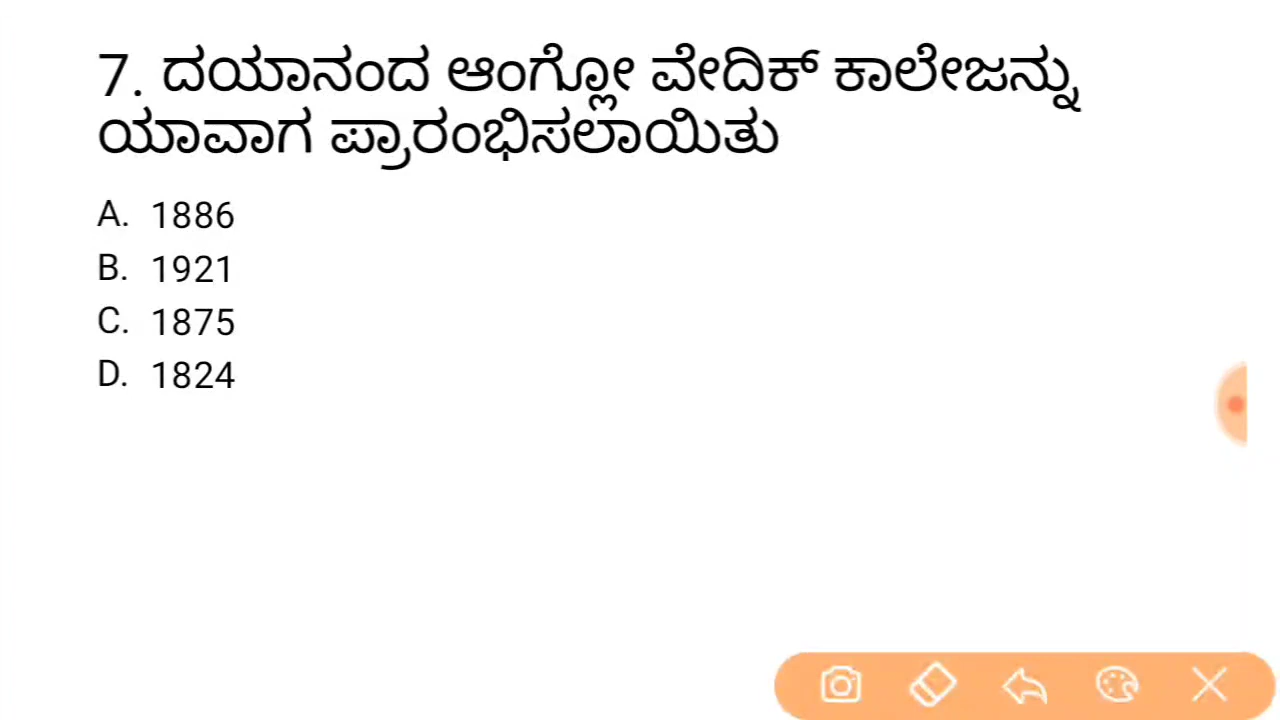 7. ದಯಾನಂದ ಆಂಗ್ಲೋ ವೇದಿಕ್ ಕಾಲೇಜನ್ನು
ಯಾವಾಗ ಪ್ರಾರಂಭಿಸಲಾಯಿತು
A. 1886
B. 1921
C. 1875
D. 1824